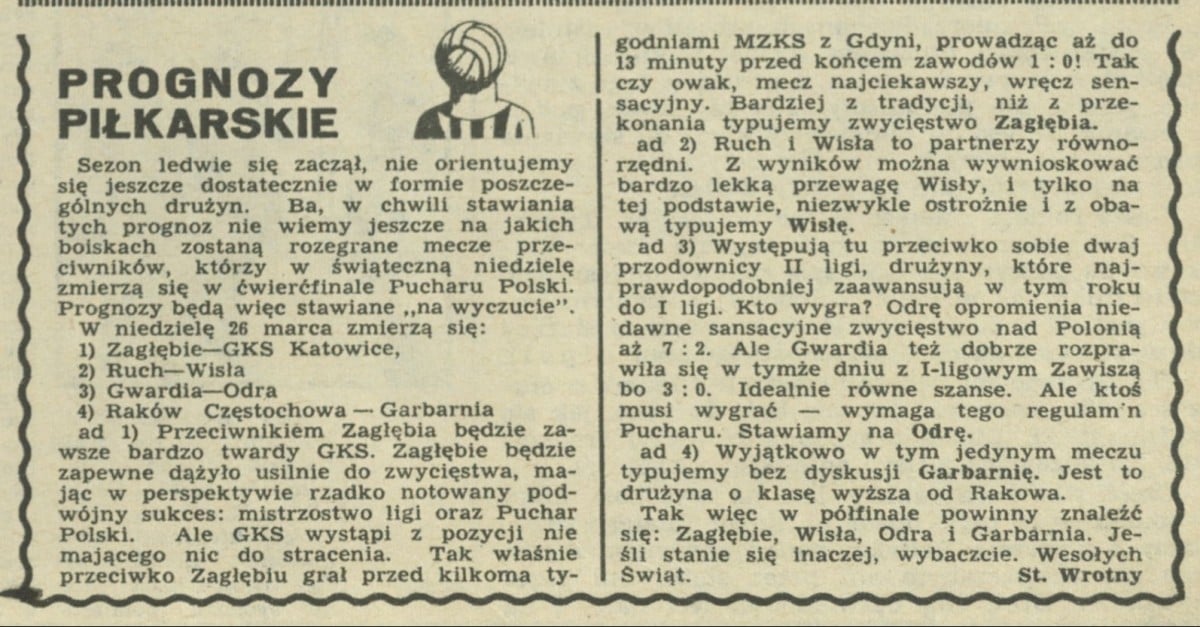 PROGNOZY
PIŁKARSKIE
Sezon ledwie się zaczął, nie orientujemy
się jeszcze dostatecznie w formie poszcze-
gólnych drużyn. Ba, w chwili stawiania
tych prognoz nie wiemy jeszcze na jakich
boiskach zostaną rozegrane mecze prze-
ciwników, którzy w świąteczną niedzielę
zmierzą się w ćwierćfinale Pucharu Polski.
Prognozy będą więc stawiane „na wyczucie".
W niedzielę 26 marca zmierzą się:
1) Zagłębie—GKS Katowice,
2) Ruch—Wisła
3) Gwardia—Odra
4) Raków Częstochowa — Garbarnia
ad 1) Przeciwnikiem Zagłębia będzie za-
wsze bardzo twardy GKS. Zagłębie będzie
zapewne dążyło usilnie do zwycięstwa, ma-
jąc w perspektywie rzadko notowany pod-
wójny sukces: mistrzostwo ligi oraz Puchar
Polski. Ale GKS wystąpi z pozycji nie
mającego nic do stracenia. Tak właśnie
przeciwko Zagłębiu grał przed kilkoma ty-
godniami MZKS z Gdyni, prowadząc aż do
13 minuty przed końcem zawodów 1 : 0! Tak
czy owak, mecz najciekawszy, wręcz sen-
sacyjny. Bardziej z tradycji, niż z prze-
konania typujemy zwycięstwo Zagłębia.
ad 2) Ruch i Wisła to partnerzy równo-
rzędni. Z wyników można wywnioskować
bardzo lekką przewagę Wisły, i tylko na
tej podstawie, niezwykle ostrożnie i z oba-
wą typujemy Wisłę.
ad 3) Występują tu przeciwko sobie dwaj
przodownicy II ligi, drużyny, które naj-
prawdopodobniej zaawansują w tym roku
do I ligi. Kto wygra? Odrę opromienia nie-
dawne sansacyjne zwycięstwo nad Polonią
aż 7 : 2. Ale Gwardia też dobrze rozpra-
wiła się w tymże dniu z I-ligowym Zawiszą
bo 3 : 0. Idealnie równe szanse. Ale ktoś
musi wygrać — wymaga tego regulam'n
Pucharu. Stawiamy na Odrę.
ad 4) Wyjątkowo w tym jedynym meczu
typujemy bez dyskusji Garbarnię. Jest to
drużyna o klasę wyższa od Rakowa.
Tak więc w półfinale powinny znaleźć
się: Zagłębie, Wisła, Odra i Garbarnia. Je-
śli stanie się inaczej, wybaczcie. Wesołych
Świąt. St. Wrotny